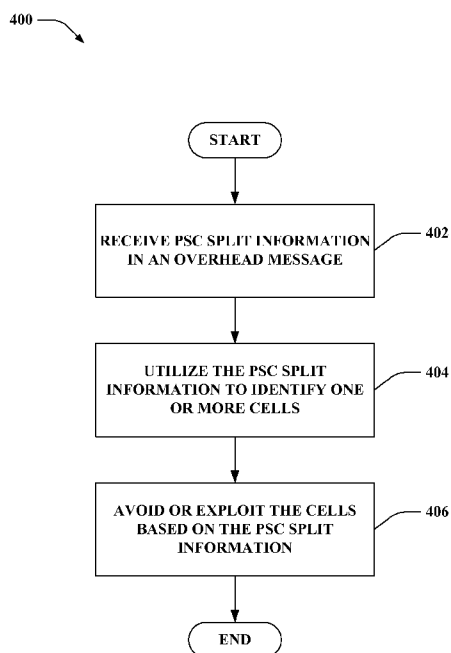 400
START
RECEIVE PSC SPLIT INFORMATION
IN AN OVERHEAD MESSAGE
402
UTILIZE THE PSC SPLIT
INFORMATION TO IDENTIFY ONE
OR MORE CELLS
404
AVOID OR EXPLOIT THE CELLS
BASED ON THE PSC SPLIT
INFORMATION
406
END